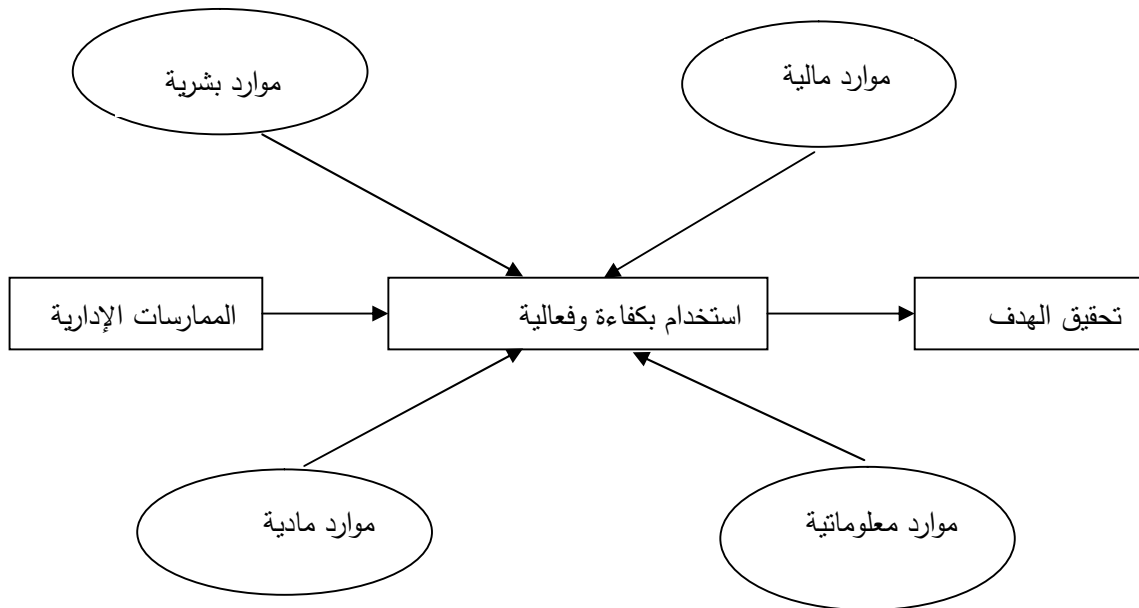 موارد بشرية
موارد مالية
الممارسات الإدارية
استخدام بكفاءة وفعالية
تحقيق الهدف
موارد مادية
موارد معلوماتية